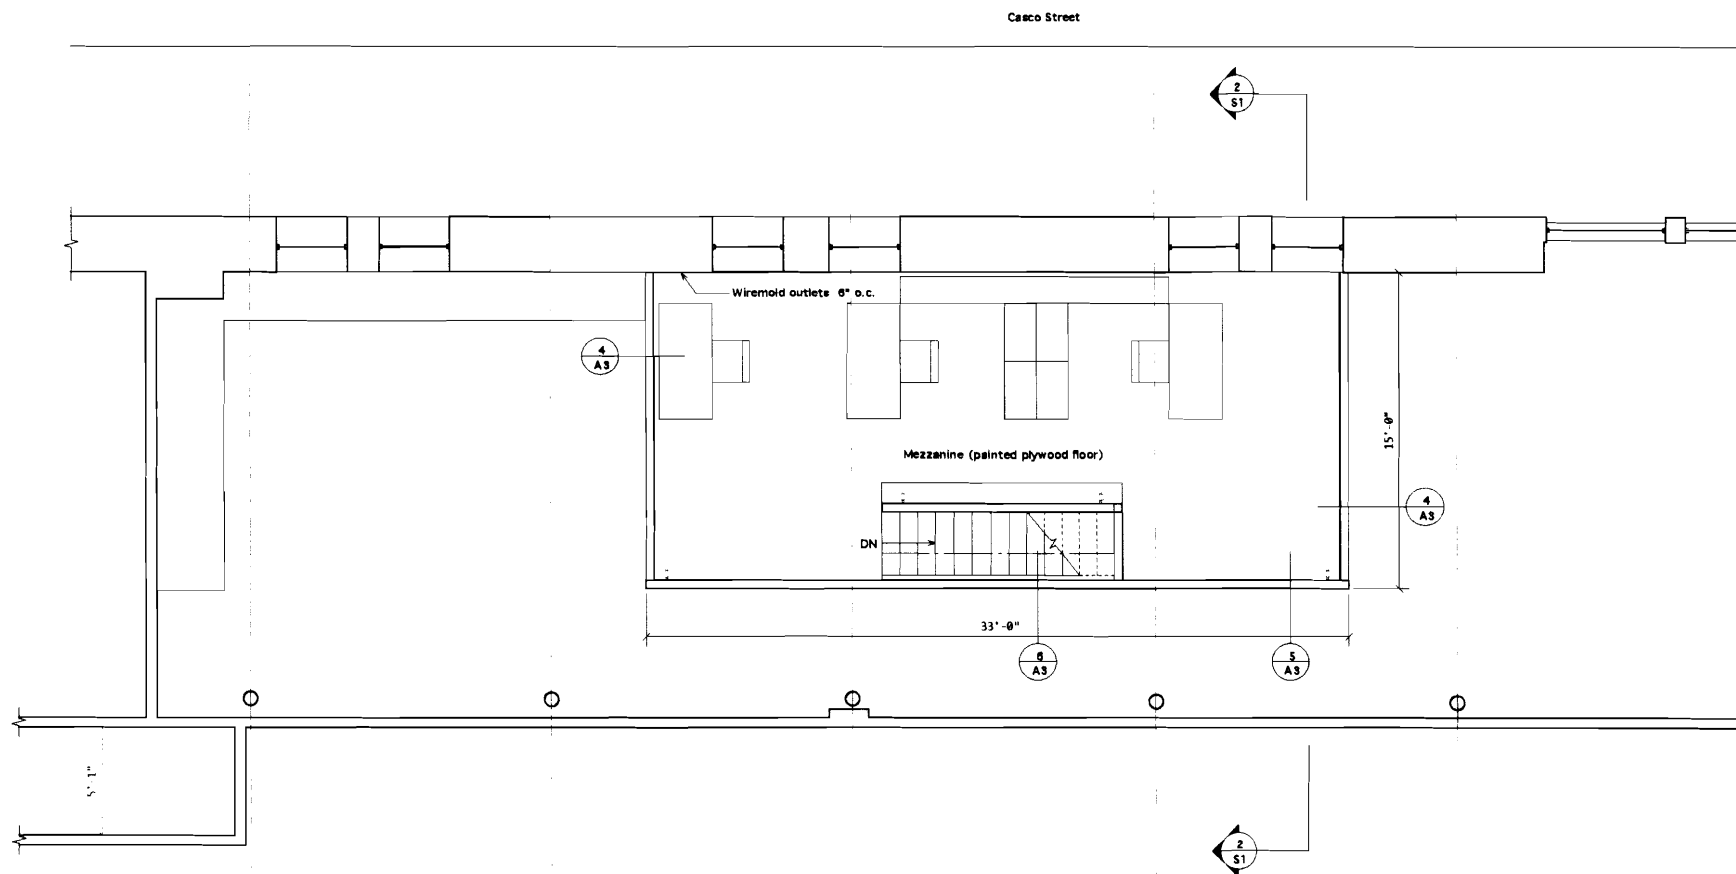 Casco Street
2
S1
Wiremold outlets 6" o.c.
4
A3
15'-0"
Mezzanine (painted plywood floor)
4
A3
DN
33'-0"
6
A3
5
A3
5'-1"
2
S1